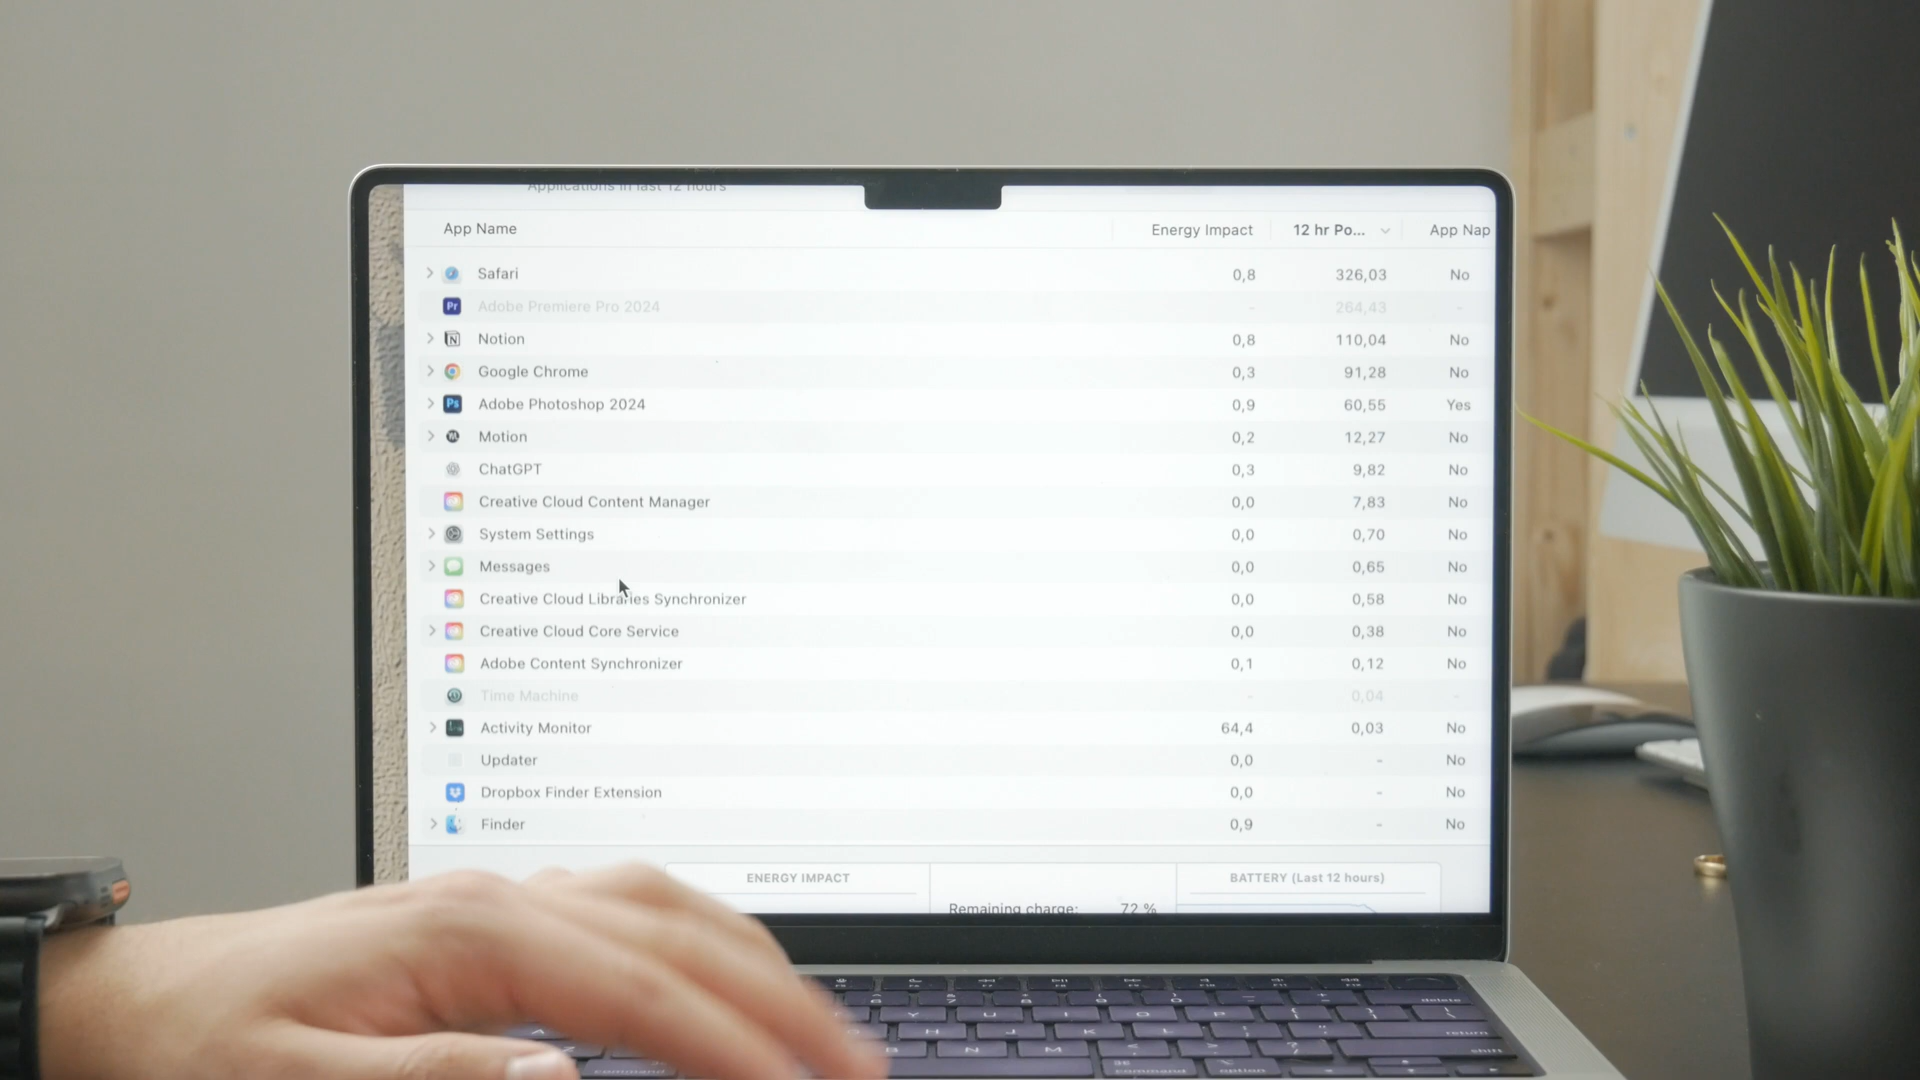 Applications in last 12 hours
App Name Energy Impact 12 hr Po... App Nap
Safari 0,8 326,03 No
Pr Adobe Premiere Pro 2024 - 264,43 -
Notion 0,8 110,04 No
Google Chrome 0,3 91,28 No
Ps Adobe Photoshop 2024 0,9 60,55 Yes
Motion 0,2 12,27 No
ChatGPT 0,3 9,82 No
Creative Cloud Content Manager 0,0 7,83 No
System Settings 0,0 0,70 No
Messages 0,0 0,65 No
Creative Cloud Libraries Synchronizer 0,0 0,58 No
Creative Cloud Core Service 0,0 0,38 No
Adobe Content Synchronizer 0,1 0,12 No
Time Machine - 0,04 -
Activity Monitor 64,4 0,03 No
Updater 0,0 - No
Dropbox Finder Extension 0,0 - No
Finder 0,9 - No
ENERGY IMPACT BATTERY (Last 12 hours)
Remaining charge: 72 %
delete
Y U I O P
return
H J K L
shift
B N M
command option